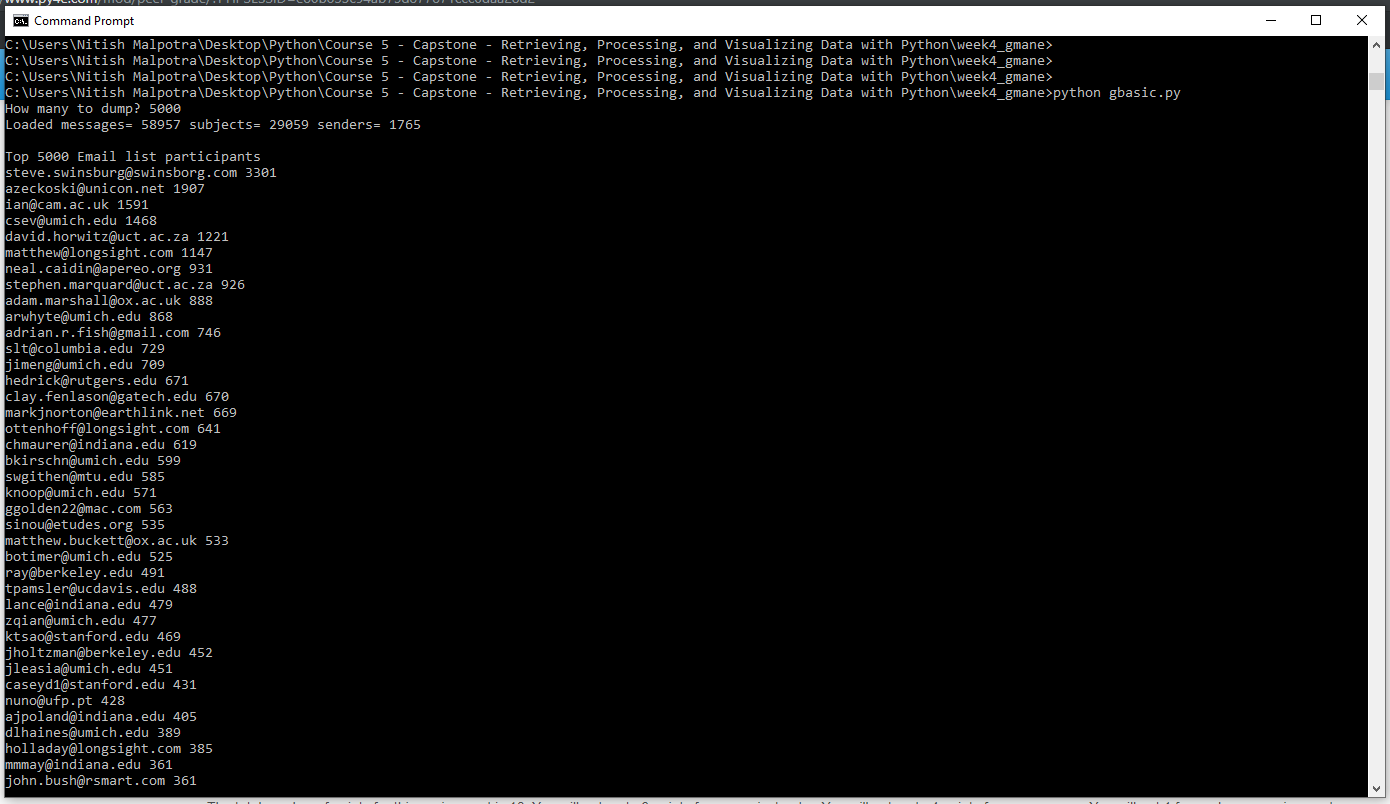 Command Prompt
C:\Users\Nitish Malpotra\Desktop\Python\Course 5 - Capstone - Retrieving, Processing, and Visualizing Data with Python\week4_gmane>
C:\Users\Nitish Malpotra\Desktop\Python\Course 5 - Capstone - Retrieving, Processing, and Visualizing Data with Python\week4_gmane>
C:\Users\Nitish Malpotra\Desktop\Python\Course 5 - Capstone - Retrieving, Processing, and Visualizing Data with Python\week4_gmane>
C:\Users\Nitish Malpotra\Desktop\Python\Course 5 - Capstone - Retrieving, Processing, and Visualizing Data with Python\week4_gmane>python gbasic.py
How many to dump? 5000
Loaded messages= 58957 subjects= 29059 senders= 1765
Top 5000 Email list participants
steve.swinsburg@swinsborg.com 3301
azeckoski@unicon.net 1907
ian@cam.ac.uk 1591
csev@umich.edu 1468
david.horwitz@uct.ac.za 1221
matthew@longsight.com 1147
neal.caidin@apereo.org 931
stephen.marquard@uct.ac.za 926
adam.marshall@ox.ac.uk 888
arwhyte@umich.edu 868
adrian.r.fish@gmail.com 746
slt@columbia.edu 729
jimeng@umich.edu 709
hedrick@rutgers.edu 671
clay.fenlason@gatech.edu 670
markjnorton@earthlink.net 669
ottenhoff@longsight.com 641
chmaurer@indiana.edu 619
bkirschn@umich.edu 599
swgithen@mtu.edu 585
knoop@umich.edu 571
ggolden22@mac.com 563
sinou@etudes.org 535
matthew.buckett@ox.ac.uk 533
botimer@umich.edu 525
ray@berkeley.edu 491
tpamsler@ucdavis.edu 488
lance@indiana.edu 479
zqian@umich.edu 477
ktsao@stanford.edu 469
jholtzman@berkeley.edu 452
jleasia@umich.edu 451
caseyd1@stanford.edu 431
nuno@ufp.pt 428
ajpoland@indiana.edu 405
dlhaines@umich.edu 389
holladay@longsight.com 385
mmmay@indiana.edu 361
john.bush@rsmart.com 361